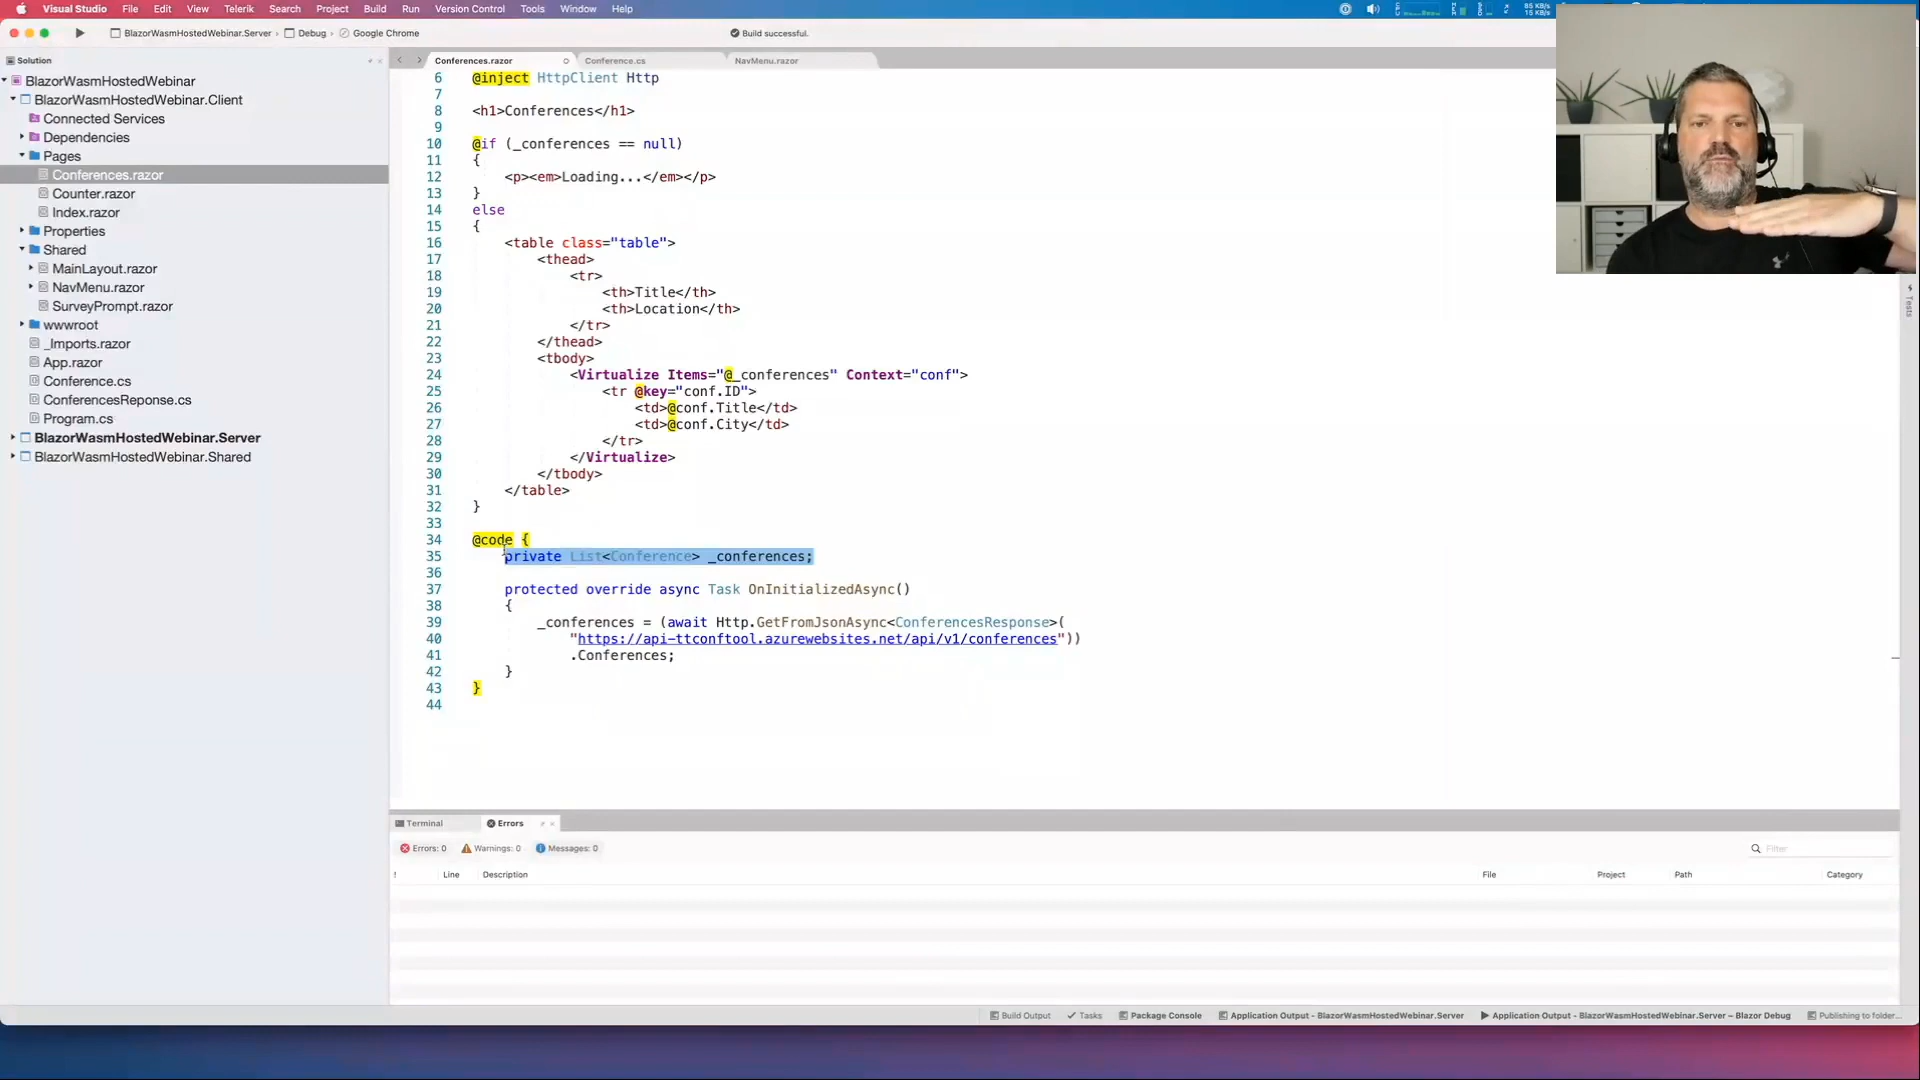 Visual Studio File Edit View Telerik Search Project Build Run Version Control Tools Window Help
85 KB/s
15 KB/s
BlazorWasmHostedWebinar.Server › Debug › Google Chrome
Build successful.
Solution
BlazorWasmHostedWebinar
BlazorWasmHostedWebinar.Client
Connected Services
Dependencies
Pages
Conferences.razor
Counter.razor
Index.razor
Properties
Shared
MainLayout.razor
NavMenu.razor
SurveyPrompt.razor
wwwroot
_Imports.razor
App.razor
Conference.cs
ConferencesReponse.cs
Program.cs
BlazorWasmHostedWebinar.Server
BlazorWasmHostedWebinar.Shared
Conferences.razor Conference.cs NavMenu.razor
6 @inject HttpClient Http
7
8 <h1>Conferences</h1>
9
10 @if (_conferences == null)
11 {
12 <p><em>Loading...</em></p>
13 }
14 else
15 {
16 <table class="table">
17 <thead>
18 <tr>
19 <th>Title</th>
20 <th>Location</th>
21 </tr>
22 </thead>
23 <tbody>
24 <Virtualize Items="@_conferences" Context="conf">
25 <tr @key="conf.ID">
26 <td>@conf.Title</td>
27 <td>@conf.City</td>
28 </tr>
29 </Virtualize>
30 </tbody>
31 </table>
32 }
33
34 @code {
35 private List<Conference> _conferences;
36
37 protected override async Task OnInitializedAsync()
38 {
39 _conferences = (await Http.GetFromJsonAsync<ConferencesResponse>(
40 "https://api-ttconftool.azurewebsites.net/api/v1/conferences"))
41 .Conferences;
42 }
43 }
44
Tests
Terminal Errors
Errors: 0 Warnings: 0 Messages: 0 Filter
! Line Description File Project Path Category
Build Output Tasks Package Console Application Output - BlazorWasmHostedWebinar.Server Application Output - BlazorWasmHostedWebinar.Server – Blazor Debug Publishing to folder...